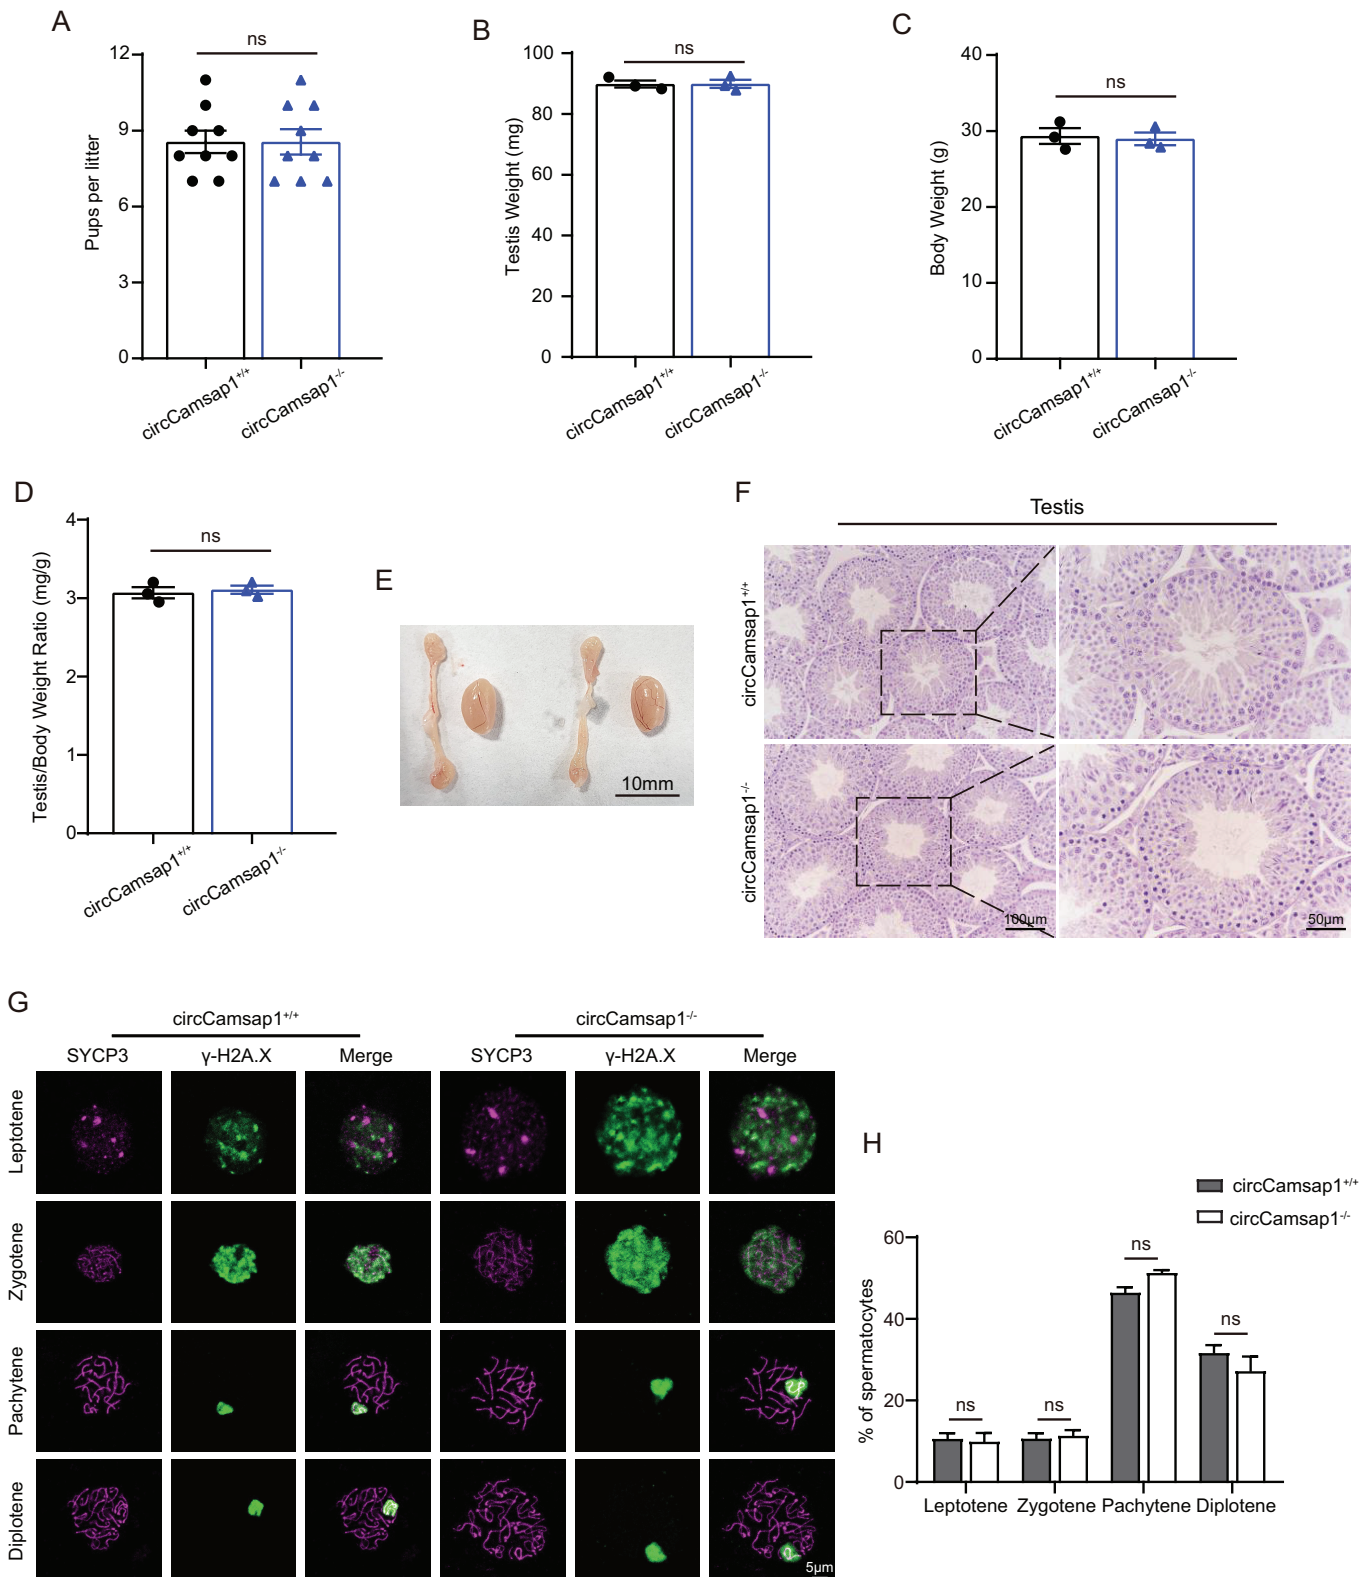 A
Pups per litter
12
9
6
3
0
ns
circCamsap1+/+
circCamsap1-/-
B
Testis Weight (mg)
100
80
60
40
20
0
ns
circCamsap1+/+
circCamsap1-/-
C
Body Weight (g)
40
30
20
10
0
ns
circCamsap1+/+
circCamsap1-/-
D
Testis/Body Weight Ratio (mg/g)
4
3
2
1
0
ns
circCamsap1+/+
circCamsap1-/-
E
10mm
F
Testis
circCamsap1+/+
circCamsap1-/-
100μm
50μm
G
circCamsap1+/+ circCamsap1-/-
SYCP3 γ-H2A.X Merge SYCP3 γ-H2A.X Merge
Leptotene
Zygotene
Pachytene
Diplotene
5μm
H
circCamsap1+/+
circCamsap1-/-
% of spermatocytes
60
40
20
0
ns ns ns ns
Leptotene Zygotene Pachytene Diplotene